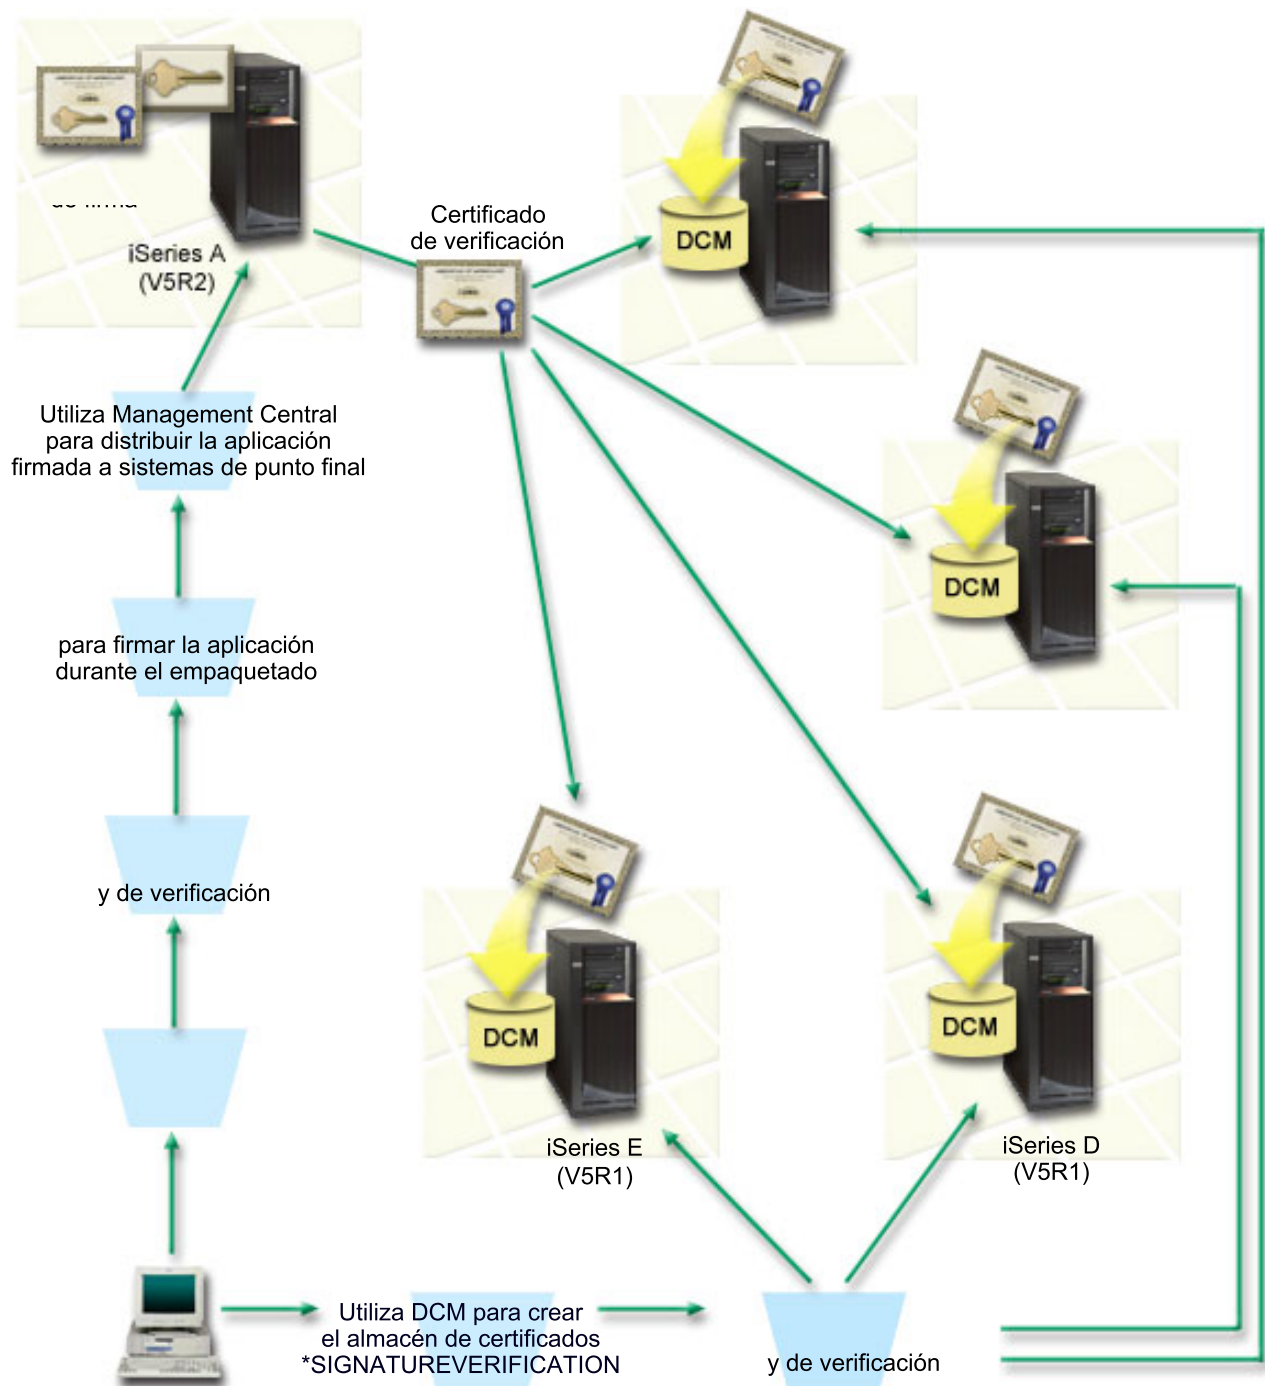 de firma
iSeries A
(V5R2)
Certificado
de verificación
DCM
Utiliza Management Central
para distribuir la aplicación
firmada a sistemas de punto final
DCM
para firmar la aplicación
durante el empaquetado
y de verificación
DCM
iSeries E
(V5R1)
DCM
iSeries D
(V5R1)
Utiliza DCM para crear
el almacén de certificados
*SIGNATUREVERIFICATION
y de verificación